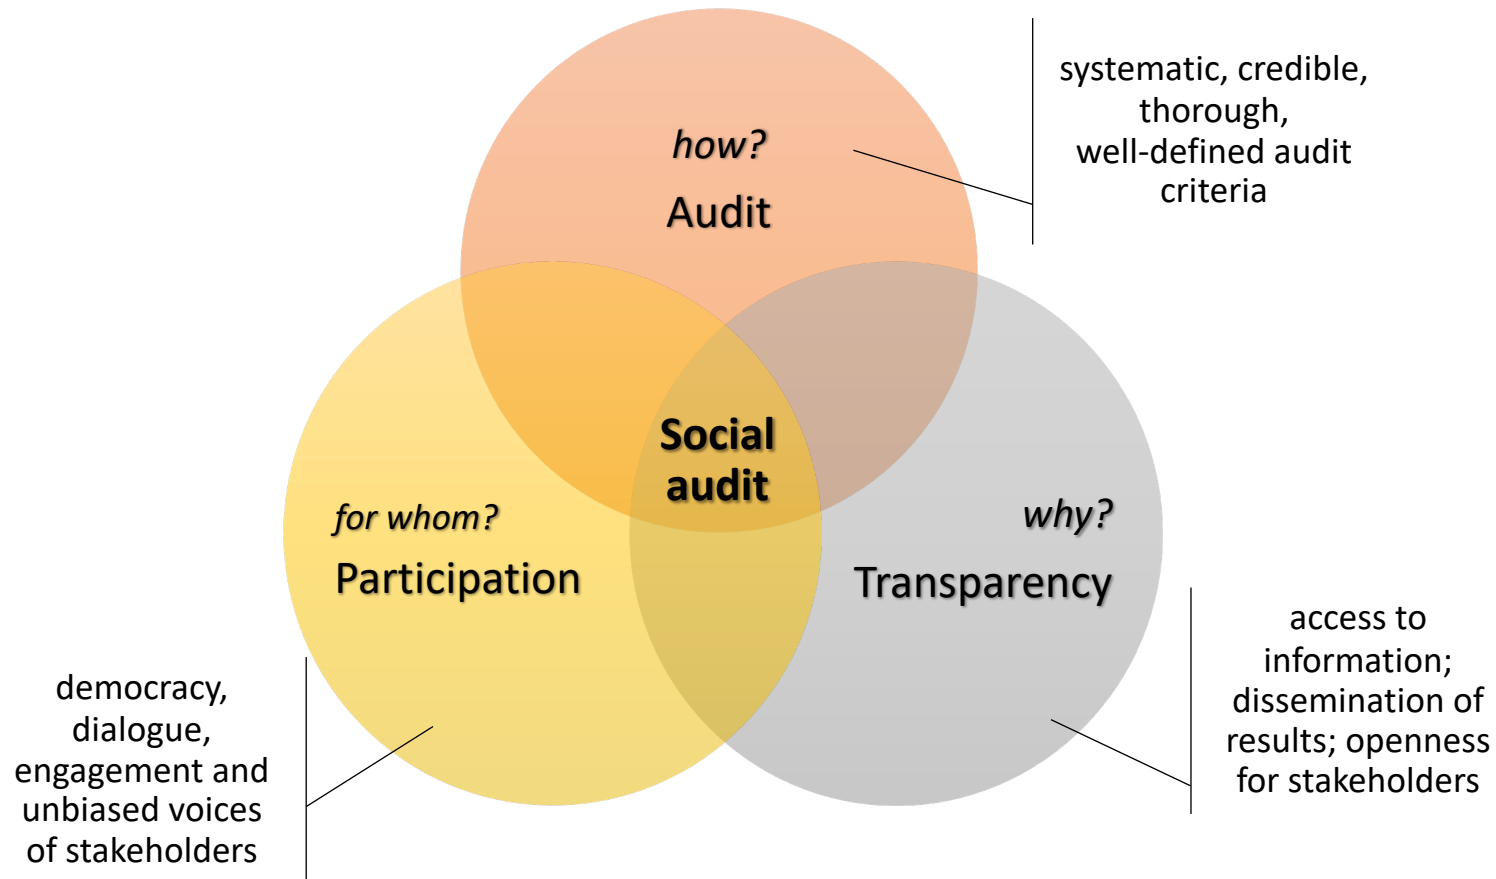 how?
Audit
systematic, credible,
thorough,
well-defined audit
criteria
Social
audit
for whom?
Participation
why?
Transparency
democracy,
dialogue,
engagement and
unbiased voices
of stakeholders
access to
information;
dissemination of
results; openness
for stakeholders